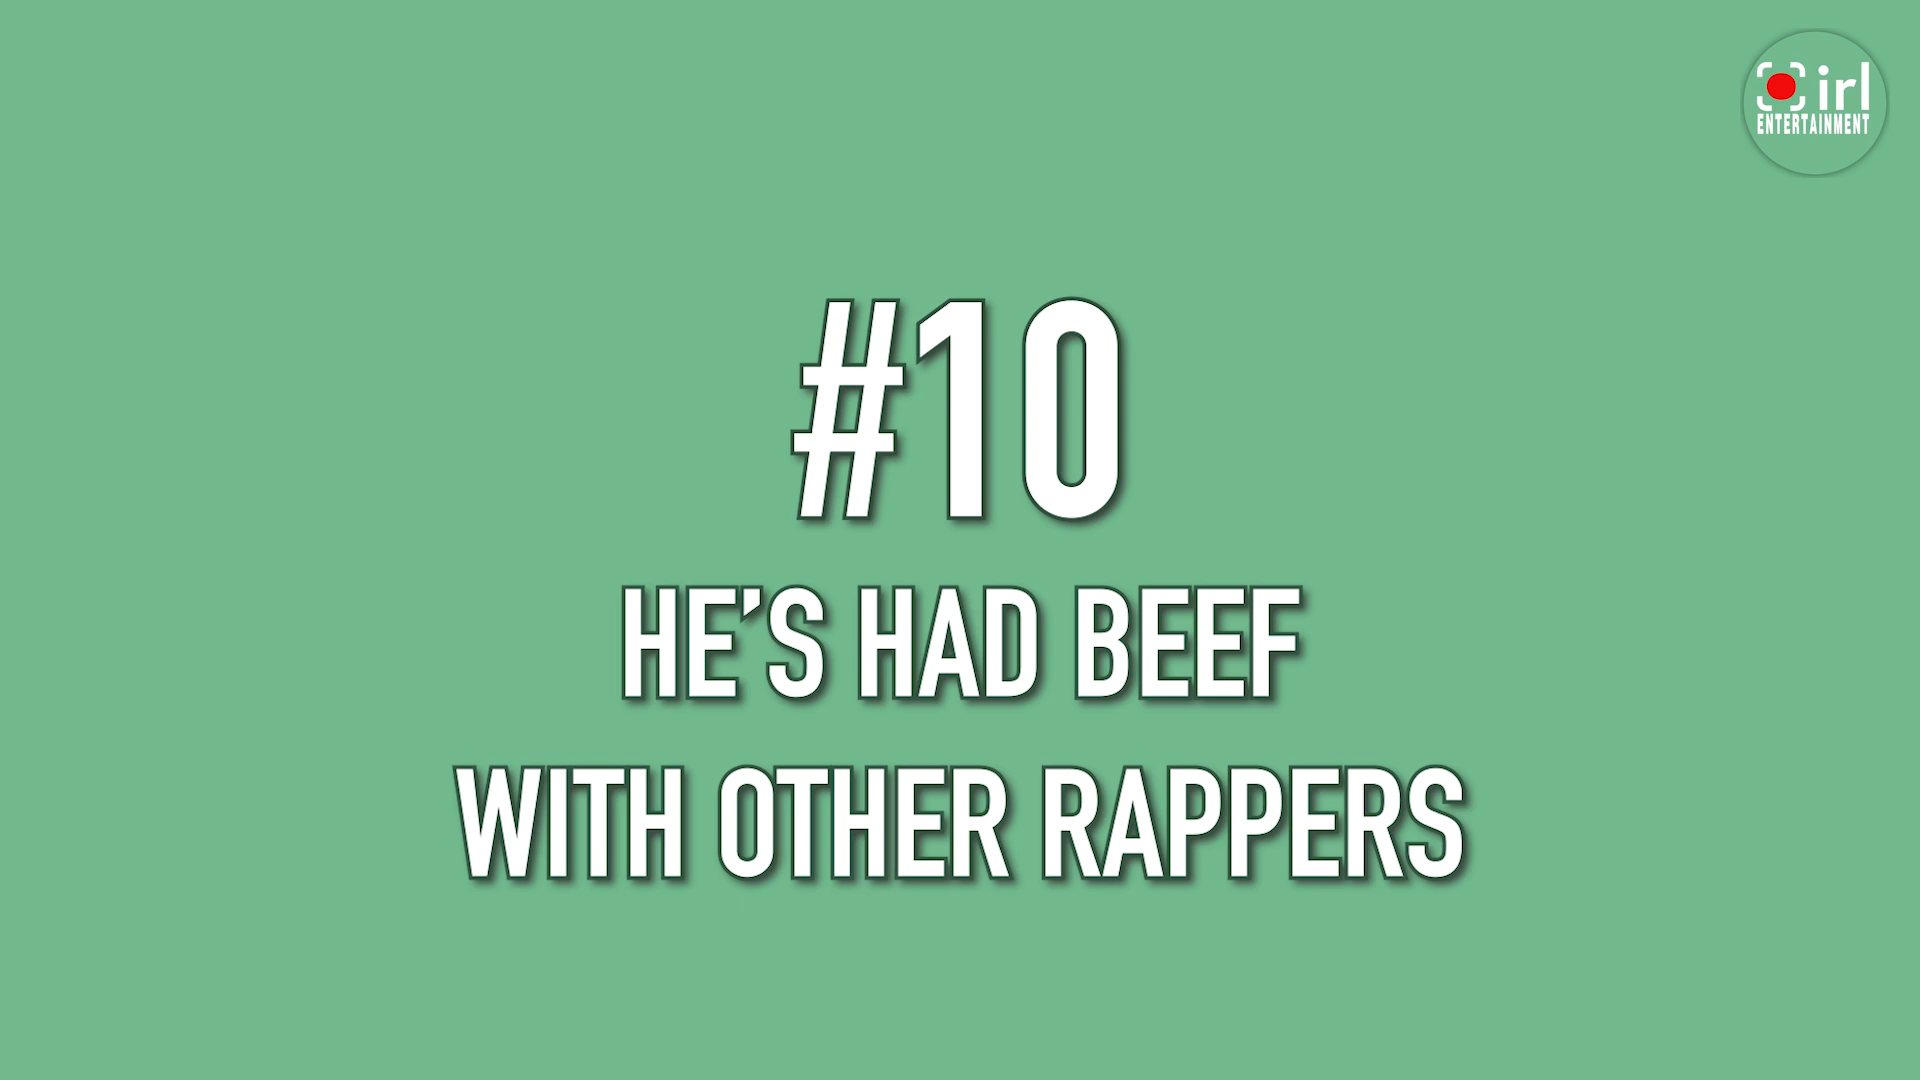 irl
ENTERTAINMENT
#10
HE’S HAD BEEF
WITH OTHER RAPPERS